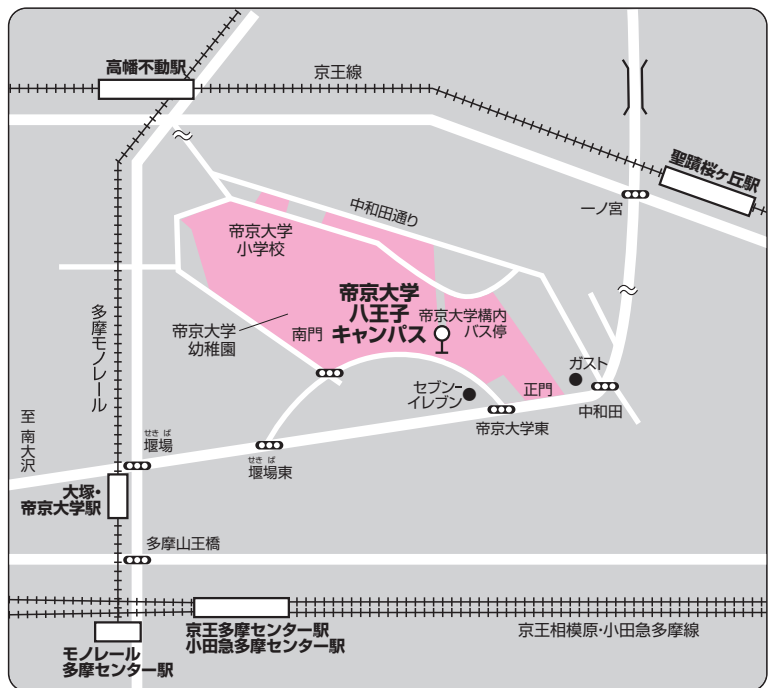 高幡不動駅
京王線
聖蹟桜ヶ丘駅
一ノ宮
中和田通り
帝京大学
小学校
帝京大学
八王子
キャンパス
帝京大学構内
バス停
帝京大学
幼稚園
南門
多摩モノレール
ガスト
セブン-
イレブン
正門
中和田
帝京大学東
至 南大沢
せき ば
堰場
せき ば
堰場東
大塚・
帝京大学駅
多摩山王橋
京王多摩センター駅
小田急多摩センター駅
京王相模原・小田急多摩線
モノレール
多摩センター駅